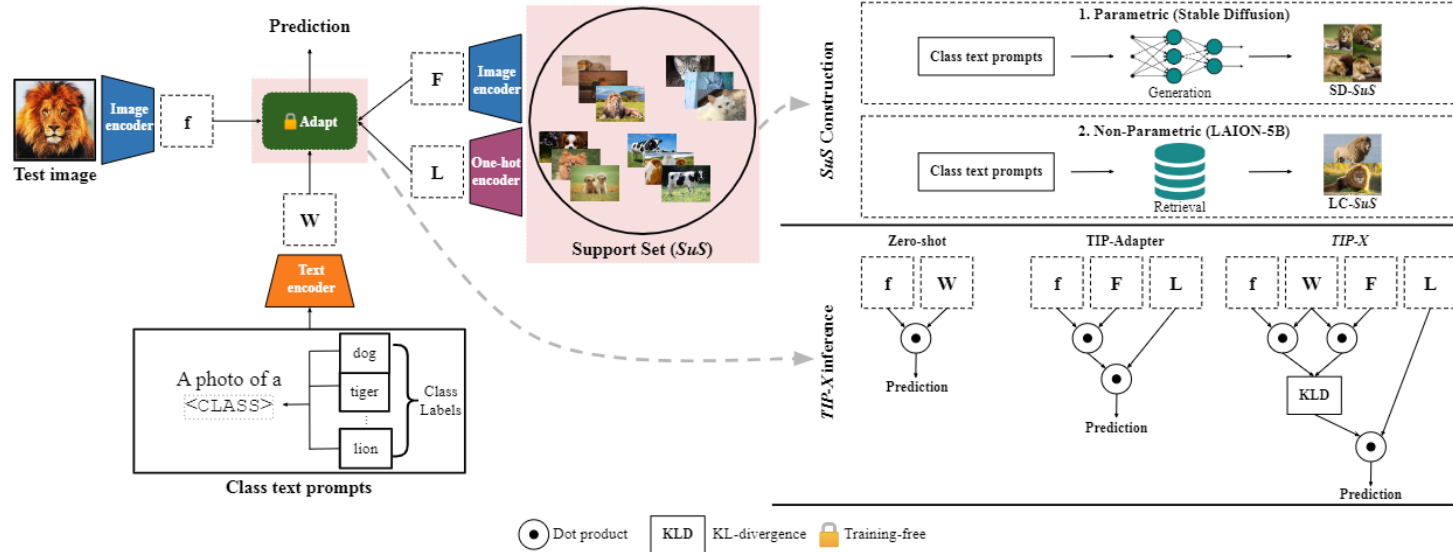 Prediction
Test image
Image
encoder
f
Adapt
W
Text
encoder
A photo of a
<CLASS>
dog
tiger
lion
Class
Labels
Class text prompts
F
L
Image
encoder
One-hot
encoder
Support Set (SuS)
SuS Construction
1. Parametric (Stable Diffusion)
Class text prompts
Generation
SD-SuS
2. Non-Parametric (LAION-5B)
Class text prompts
Retrieval
LC-SuS
TIP-X inference
Zero-shot
f W
Prediction
TIP-Adapter
f F L
Prediction
TIP-X
f W F L
KLD
Prediction
Dot product
KLD KL-divergence
Training-free